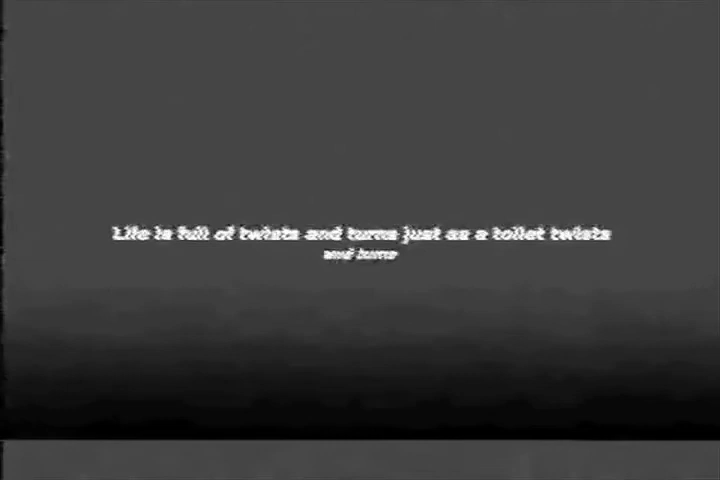 Life is full of twists and turns just as a toilet twists
and turns